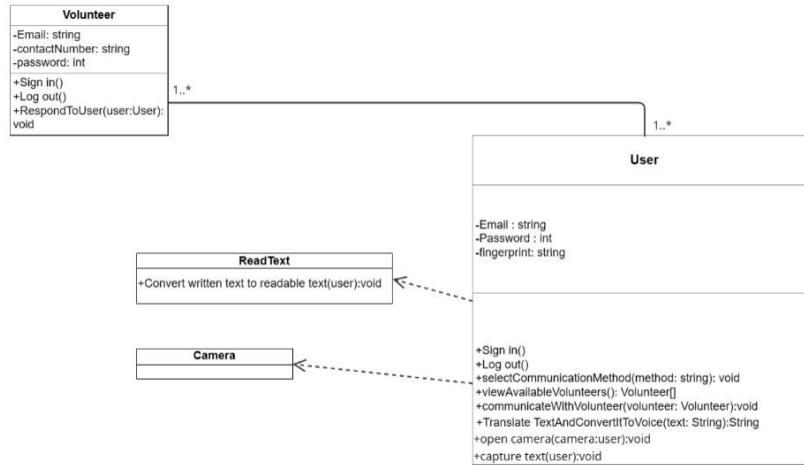 Volunteer
-Email: string
-contactNumber: string
-password: int
+Sign in()
+Log out()
+RespondToUser(user:User):
void
1..*
1..*
User
-Email : string
-Password : int
-fingerprint: string
ReadText
+Convert written text to readable text(user):void
Camera
+Sign in()
+Log out()
+selectCommunicationMethod(method: string): void
+viewAvailableVolunteers(): Volunteer[]
+communicateWithVolunteer(volunteer: Volunteer):void
+Translate TextAndConvertItToVoice(text: String):String
+open camera(camera:user):void
+capture text(user):void